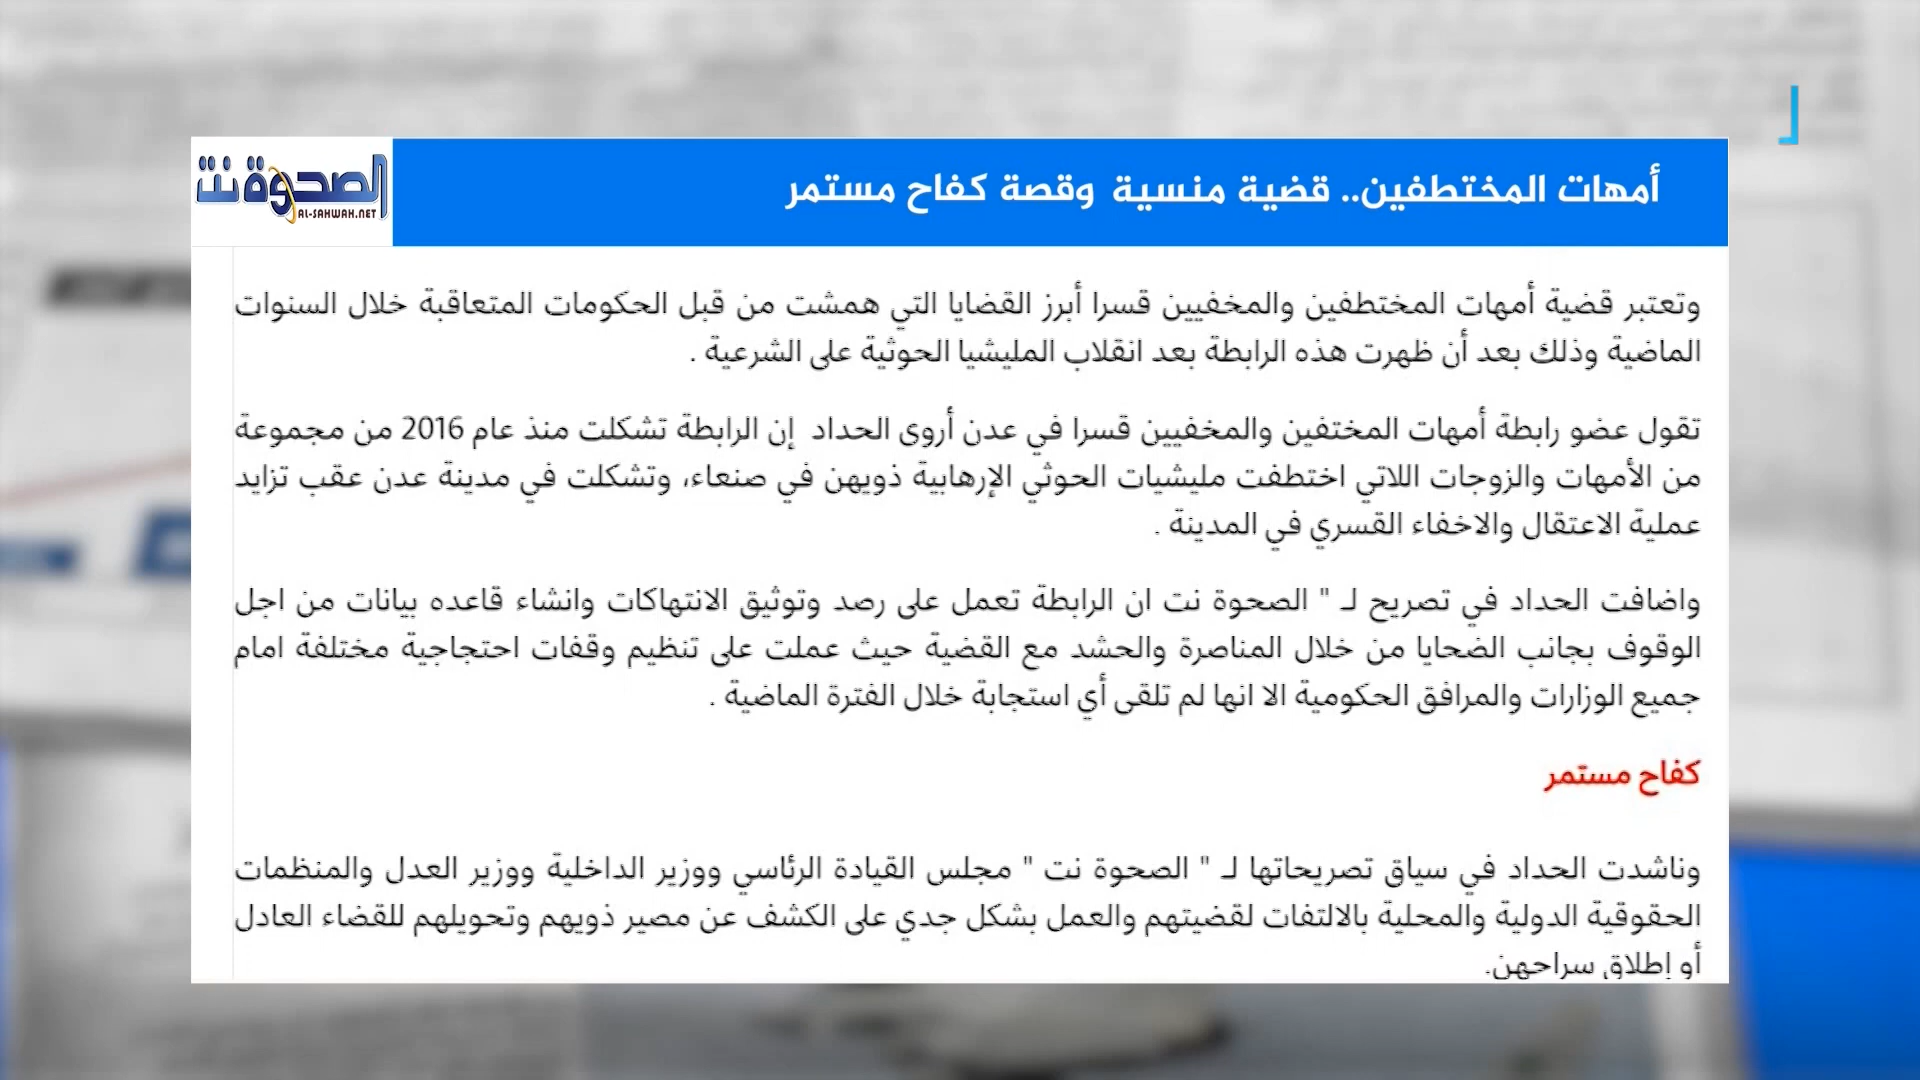 الصحوة نت
AL-SAHWAH.NET
أمهات المختطفين.. قضية منسية وقصة كفاح مستمر
وتعتبر قضية أمهات المختطفين والمخفيين قسرا أبرز القضايا التي همشت من قبل الحكومات المتعاقبة خلال السنوات
الماضية وذلك بعد أن ظهرت هذه الرابطة بعد انقلاب المليشيا الحوثية على الشرعية .
تقول عضو رابطة أمهات المختفين والمخفيين قسرا في عدن أروى الحداد إن الرابطة تشكلت منذ عام 2016 من مجموعة
من الأمهات والزوجات اللاتي اختطفت مليشيات الحوثي الإرهابية ذويهن في صنعاء، وتشكلت في مدينة عدن عقب تزايد
عملية الاعتقال والاخفاء القسري في المدينة .
واضافت الحداد في تصريح لـ " الصحوة نت ان الرابطة تعمل على رصد وتوثيق الانتهاكات وانشاء قاعده بيانات من اجل
الوقوف بجانب الضحايا من خلال المناصرة والحشد مع القضية حيث عملت على تنظيم وقفات احتجاجية مختلفة امام
جميع الوزارات والمرافق الحكومية الا انها لم تلقى أي استجابة خلال الفترة الماضية .
كفاح مستمر
وناشدت الحداد في سياق تصريحاتها لـ " الصحوة نت " مجلس القيادة الرئاسي ووزير الداخلية ووزير العدل والمنظمات
الحقوقية الدولية والمحلية بالالتفات لقضيتهم والعمل بشكل جدي على الكشف عن مصير ذويهم وتحويلهم للقضاء العادل
أو إطلاق سراحهن.